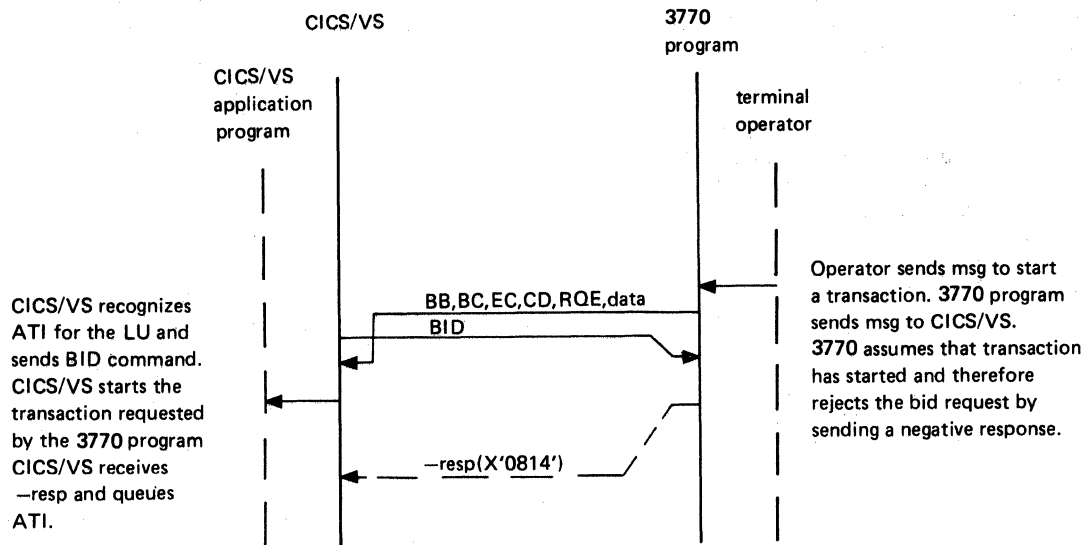 CICS/VS
3770
program
CICS/VS
application
program
terminal
operator
Operator sends msg to start
a transaction. 3770 program
sends msg to CICS/VS.
3770 assumes that transaction
has started and therefore
rejects the bid request by
sending a negative response.
BB,BC,EC,CD,RQE,data
BID
CICS/VS recognizes
ATI for the LU and
sends BID command.
CICS/VS starts the
transaction requested
by the 3770 program
CICS/VS receives
—resp and queues
ATI.
—resp(X'0814')